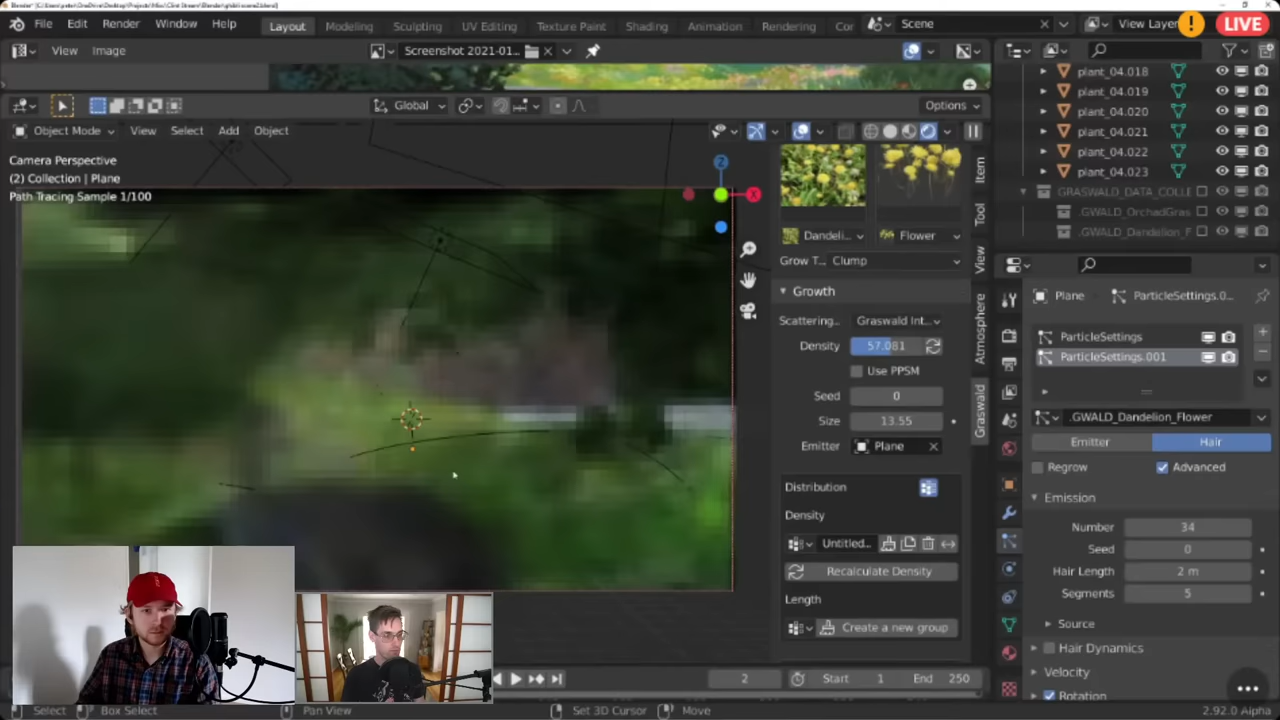 File Edit Render Window Help Layout Modeling Sculpting UV Editing Texture Paint Shading Animation Rendering Scene View Layer LIVE
View Image Screenshot 2021-01...
Global Options
Object Mode View Select Add Object
Camera Perspective
(2) Collection | Plane
Path Tracing Sample 1/100
Z
X
Dandeli...
Flower
Grow T... Clump
Growth
Scattering... Graswald Int...
Density 57.081
Use PPSM
Seed 0
Size 13.55
Emitter Plane
Distribution
Density
Untitled...
Recalculate Density
Length
Create a new group
Item
Tool
View
Atmosphere
Graswald
plant_04.018
plant_04.019
plant_04.020
plant_04.021
plant_04.022
plant_04.023
GRASWALD_DATA_COLLE
.GWALD_OrchadGras
.GWALD_Dandelion_F
Plane ParticleSettings.0...
ParticleSettings
ParticleSettings.001
.GWALD_Dandelion_Flower
Emitter Hair
Regrow Advanced
Emission
Number 34
Seed 0
Hair Length 2 m
Segments 5
Source
Hair Dynamics
Velocity
Rotation
2 Start 1 End 250
Select Box Select Pan View Set 3D Cursor Move 2.92.0 Alpha